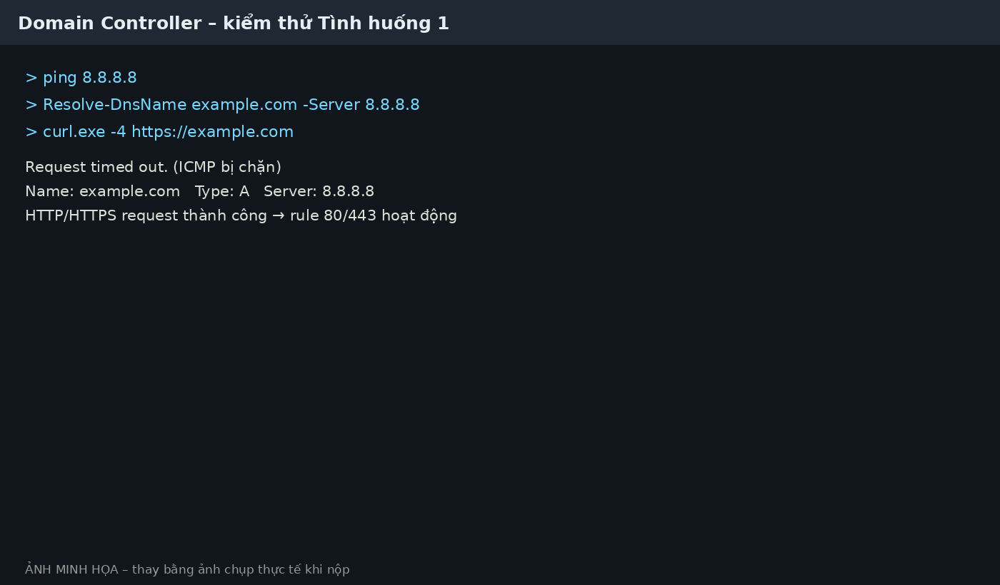 Domain Controller – kiểm thử Tình huống 1
> ping 8.8.8.8
> Resolve-DnsName example.com -Server 8.8.8.8
> curl.exe -4 https://example.com
Request timed out. (ICMP bị chặn)
Name: example.com   Type: A   Server: 8.8.8.8
HTTP/HTTPS request thành công → rule 80/443 hoạt động
ẢNH MINH HỌA – thay bằng ảnh chụp thực tế khi nộp